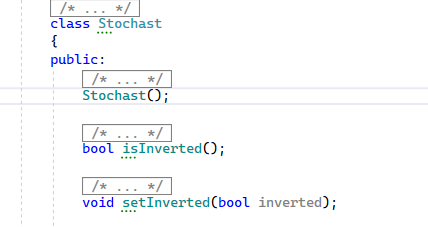 /* ... */
class Stochast
{
public:
/* ... */
Stochast();
/* ... */
bool isInverted();
/* ... */
void setInverted(bool inverted);